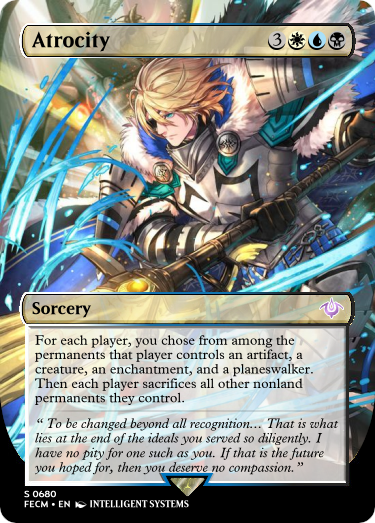 Atrocity 3
Sorcery
For each player, you chose from among the
permanents that player controls an artifact, a
creature, an enchantment, and a planeswalker.
Then each player sacrifices all other nonland
permanents they control.
“ To be changed beyond all recognition… That is what
lies at the end of the ideals you served so diligently. I
have no pity for one such as you. If that is the future
you hoped for, then you deserve no compassion.”
S 0680
FECM • EN INTELLIGENT SYSTEMS